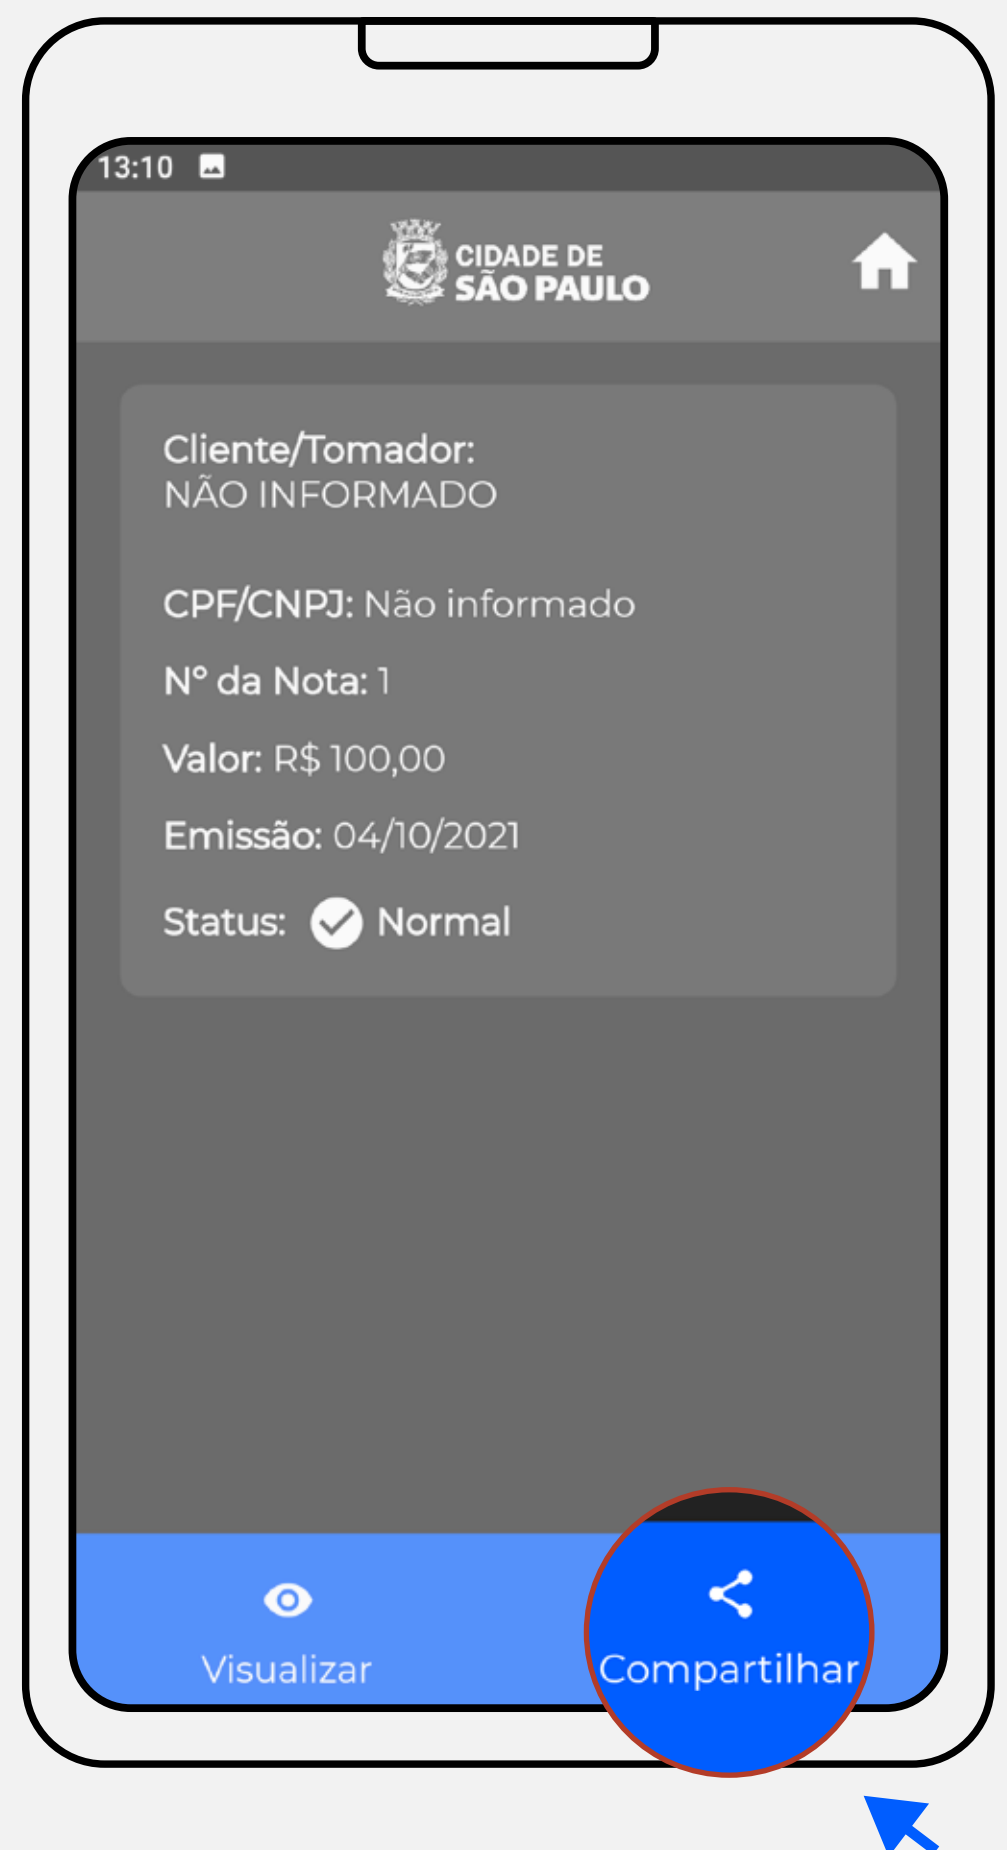 13:10
CIDADE DE
SÃO PAULO
Cliente/Tomador:
NÃO INFORMADO
CPF/CNPJ: Não informado
Nº da Nota: 1
Valor: R$ 100,00
Emissão: 04/10/2021
Status: Normal
Visualizar
Compartilhar